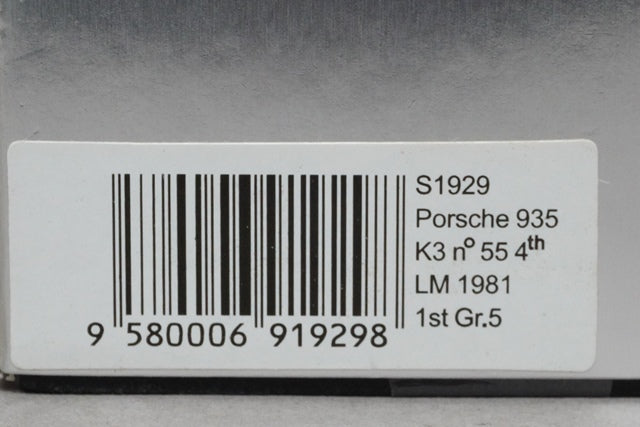 S1929
Porsche 935
K3 nº 55 4th
LM 1981
1st Gr.5
9 580006 919298